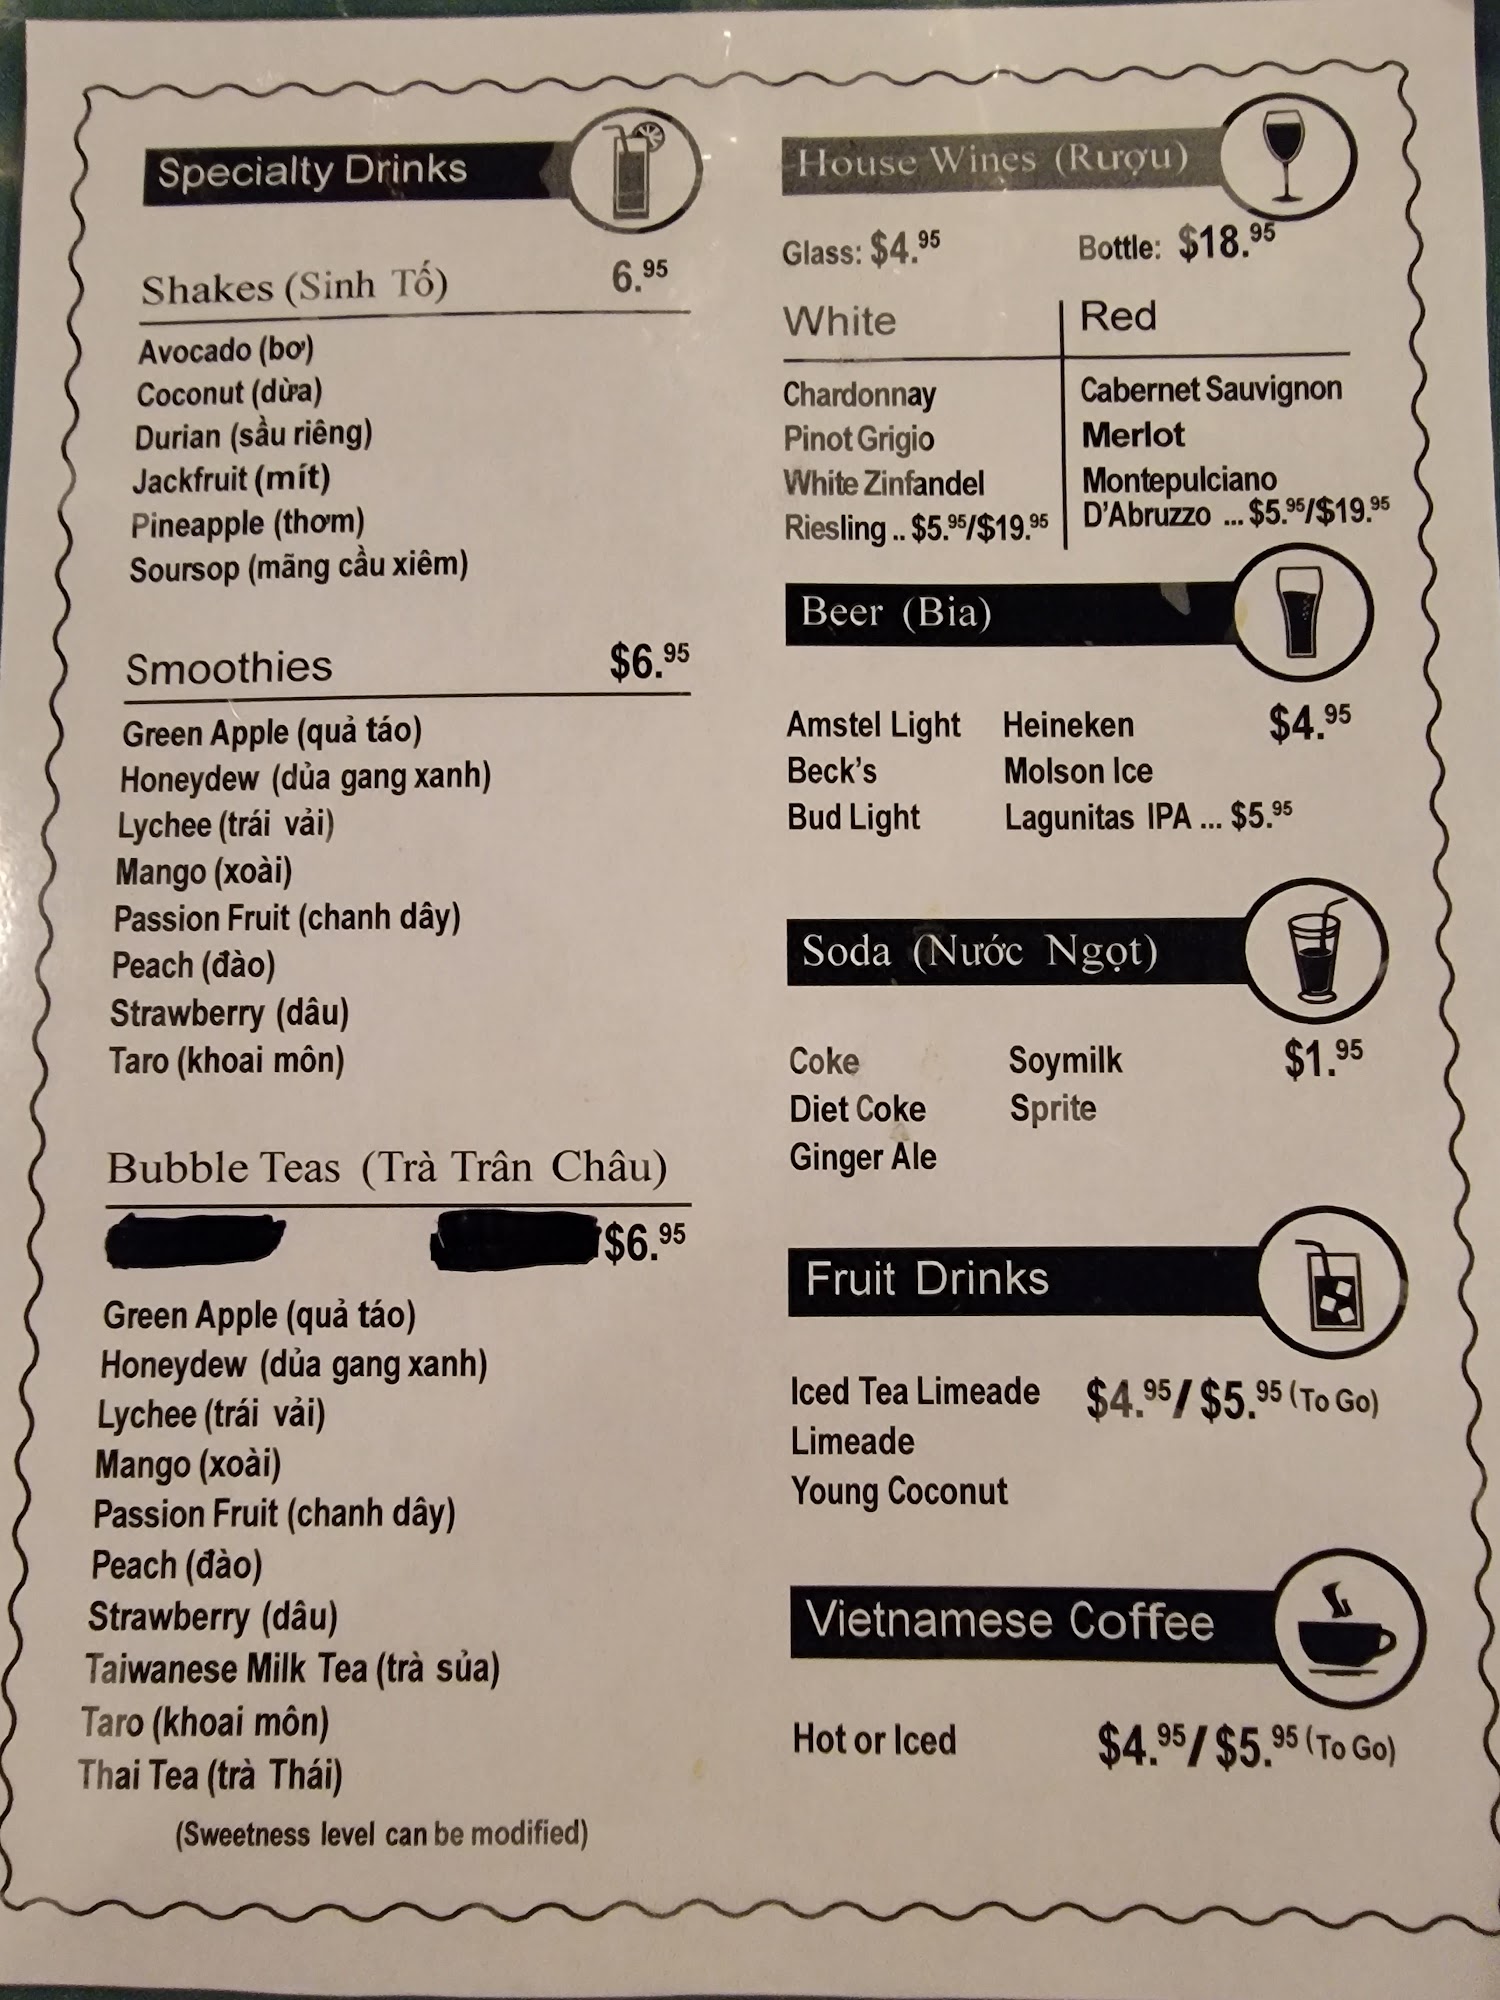 Specialty Drinks
Shakes (Sinh Tố) 6.95
Avocado (bơ)
Coconut (dừa)
Durian (sầu riêng)
Jackfruit (mít)
Pineapple (thơm)
Soursop (mãng cầu xiêm)
Smoothies $6.95
Green Apple (quả táo)
Honeydew (dủa gang xanh)
Lychee (trái vải)
Mango (xoài)
Passion Fruit (chanh dây)
Peach (đào)
Strawberry (dâu)
Taro (khoai môn)
Bubble Teas (Trà Trân Châu)
$6.95
Green Apple (quả táo)
Honeydew (dủa gang xanh)
Lychee (trái vải)
Mango (xoài)
Passion Fruit (chanh dây)
Peach (đào)
Strawberry (dâu)
Taiwanese Milk Tea (trà sủa)
Taro (khoai môn)
Thai Tea (trà Thái)
(Sweetness level can be modified)
House Wines (Rượu)
Glass: $4.95 Bottle: $18.95
White
Chardonnay
Pinot Grigio
White Zinfandel
Riesling .. $5.95/$19.95
Red
Cabernet Sauvignon
Merlot
Montepulciano
D'Abruzzo ... $5.95/$19.95
Beer (Bia)
Amstel Light Heineken $4.95
Beck's Molson Ice
Bud Light Lagunitas IPA ... $5.95
Soda (Nước Ngọt)
Coke Soymilk $1.95
Diet Coke Sprite
Ginger Ale
Fruit Drinks
Iced Tea Limeade $4.95/$5.95 (To Go)
Limeade
Young Coconut
Vietnamese Coffee
Hot or Iced $4.95/$5.95 (To Go)